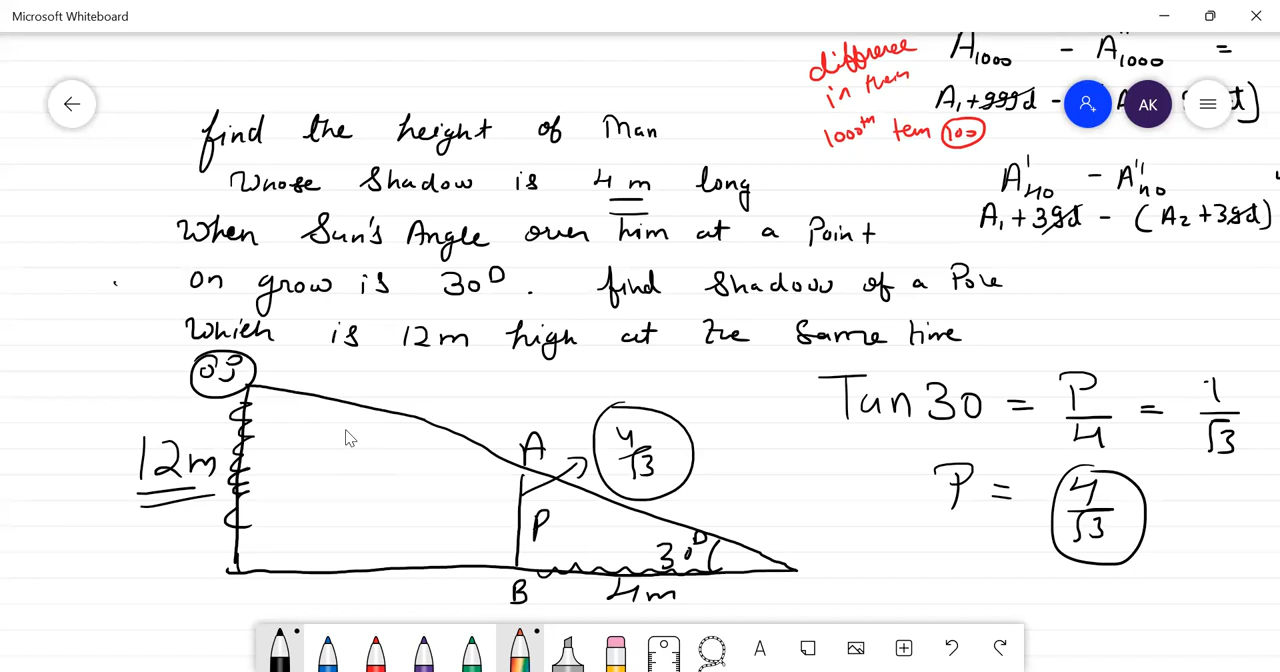 Microsoft Whiteboard
difference
in their
1000th term 100
A1000 - A''1000 =
A1 + 999d -
AK
find the height of Man
Whose Shadow is 4 m long
When Sun's Angle over him at a Point
on grow is 30°. find Shadow of a Pole
Which is 12m high at the same time
A'40 - A''40
A1 + 39d - (A2 + 39d)
12m
A
4/√3
P
30°
B
4m
Tan 30 = P/4 = 1/√3
P = 4/√3
A